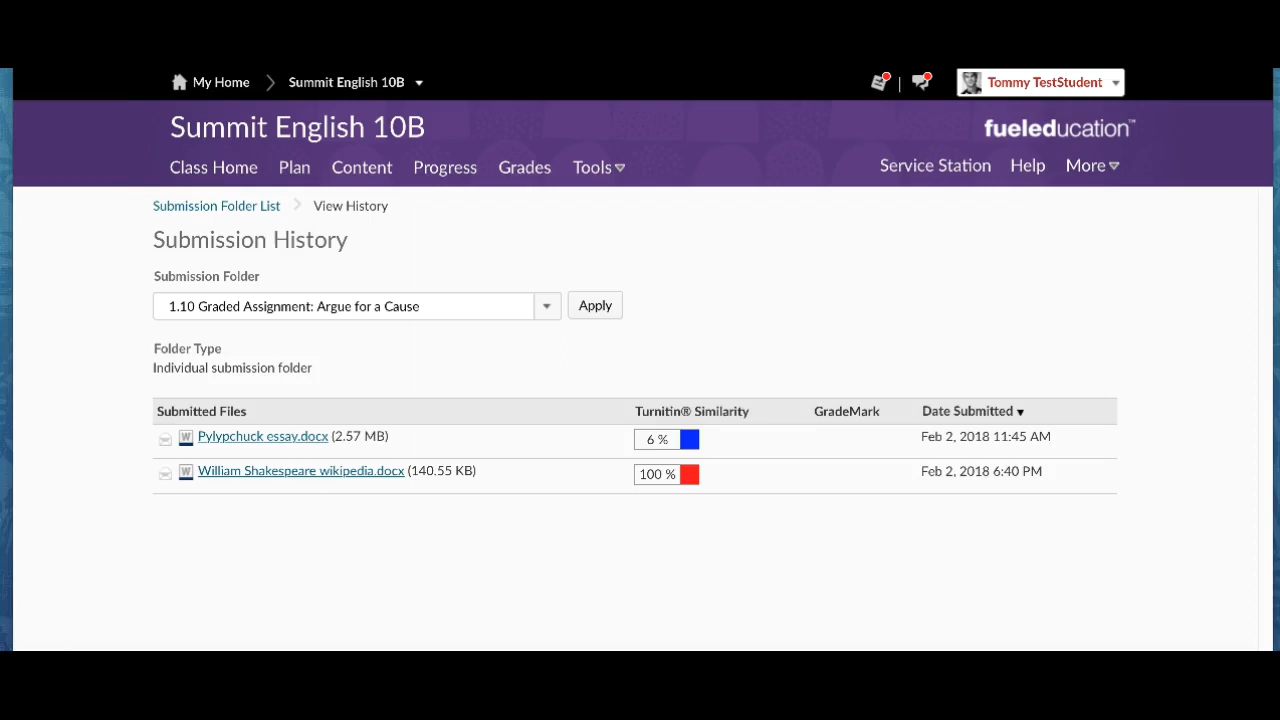 My Home Summit English 10B | Tommy TestStudent
Summit English 10B fueleducation™
Class Home Plan Content Progress Grades Tools Service Station Help More
Submission Folder List View History
Submission History
Submission Folder
1.10 Graded Assignment: Argue for a Cause Apply
Folder Type
Individual submission folder
Submitted Files Turnitin® Similarity GradeMark Date Submitted
Pylypchuck essay.docx (2.57 MB) 6 % Feb 2, 2018 11:45 AM
William Shakespeare wikipedia.docx (140.55 KB) 100 % Feb 2, 2018 6:40 PM